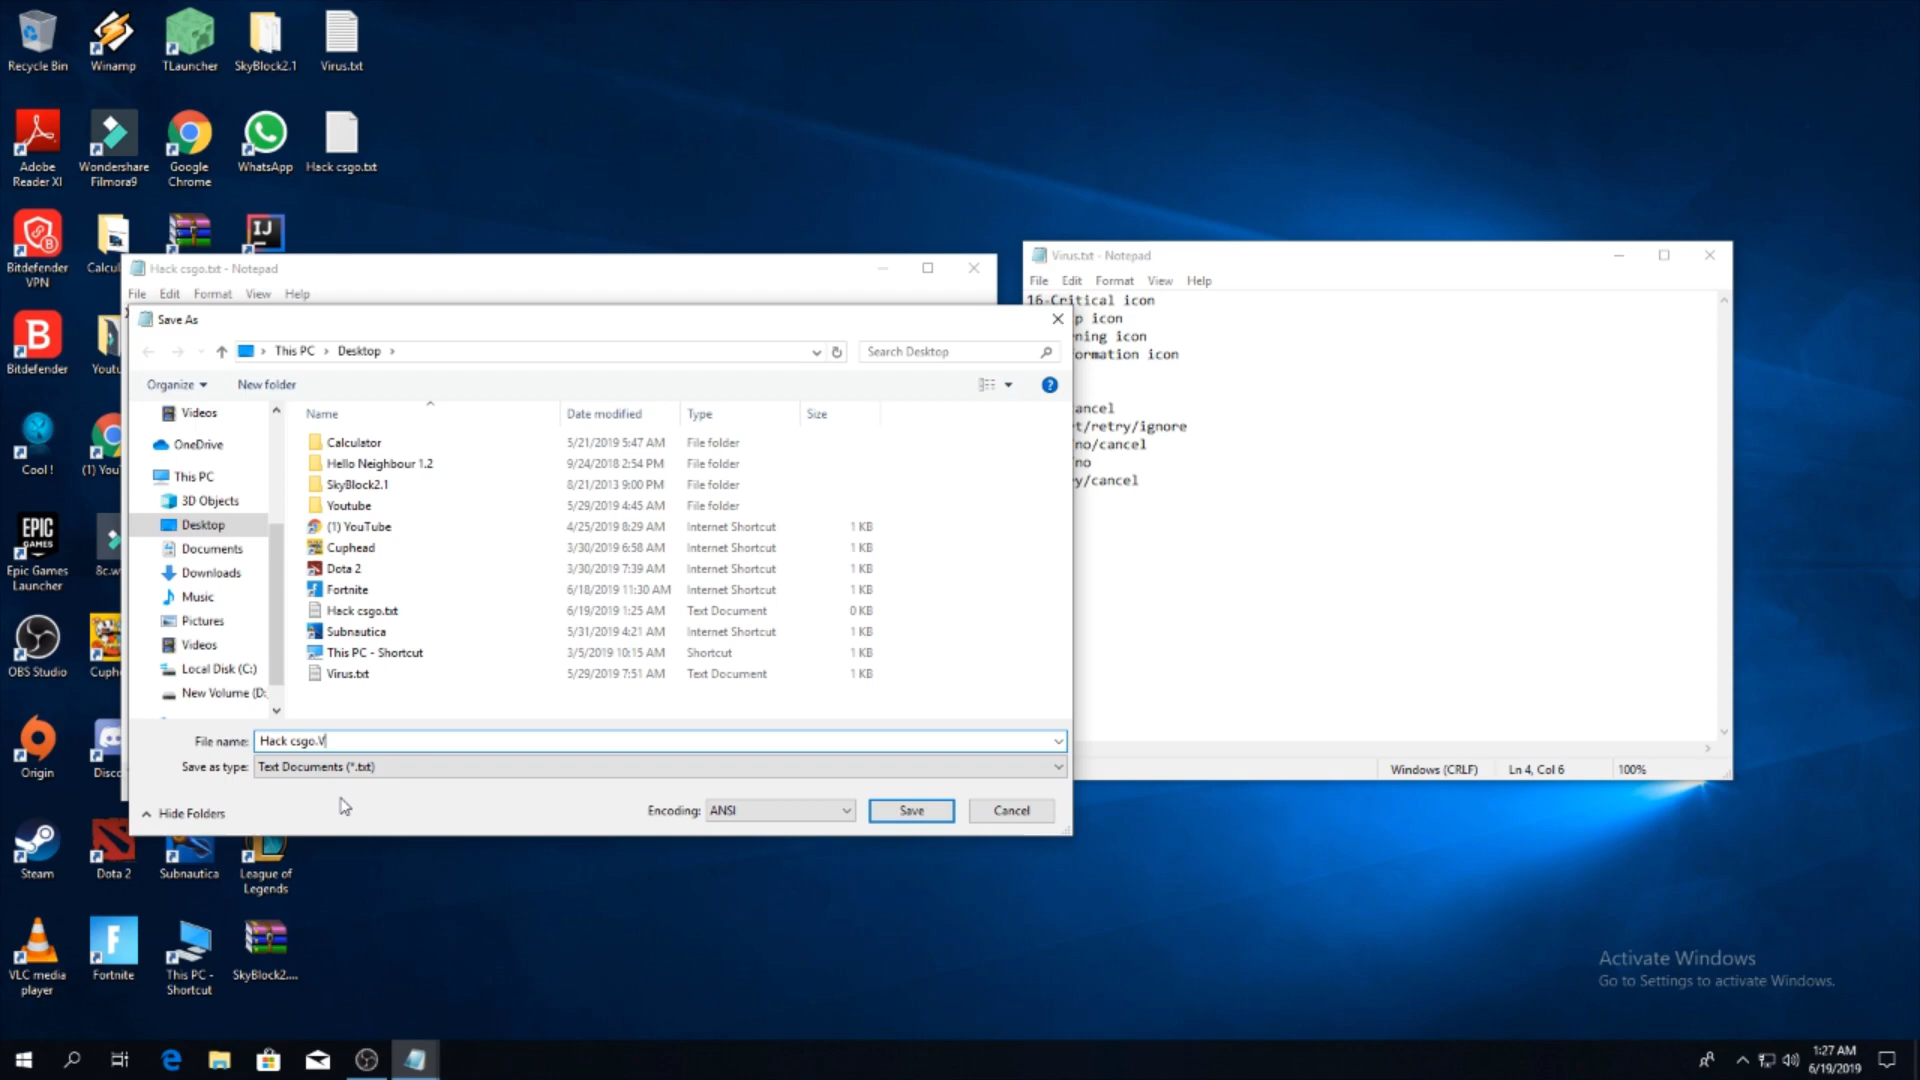 Recycle Bin
Winamp
TLauncher
SkyBlock2.1
Virus.txt
Adobe
Reader XI
Wondershare
Filmora9
Google
Chrome
WhatsApp
Hack csgo.txt
Bitdefender
VPN
Calcul
Bitdefender
Youtu
Cool !
(1) You
EPIC
GAMES
Epic Games
Launcher
8c.w
OBS Studio
Cuph
Origin
Disc
Steam
Dota 2
Subnautica
League of
Legends
VLC media
player
Fortnite
This PC -
Shortcut
SkyBlock2....
Hack csgo.txt - Notepad
File Edit Format View Help
Save As
This PC > Desktop >
Search Desktop
Organize
New folder
Videos
OneDrive
This PC
3D Objects
Desktop
Documents
Downloads
Music
Pictures
Videos
Local Disk (C:)
New Volume (D:
Name Date modified Type Size
Calculator 5/21/2019 5:47 AM File folder
Hello Neighbour 1.2 9/24/2018 2:54 PM File folder
SkyBlock2.1 8/21/2013 9:00 PM File folder
Youtube 5/29/2019 4:45 AM File folder
(1) YouTube 4/25/2019 8:29 AM Internet Shortcut 1 KB
Cuphead 3/30/2019 6:58 AM Internet Shortcut 1 KB
Dota 2 3/30/2019 7:39 AM Internet Shortcut 1 KB
Fortnite 6/18/2019 11:30 AM Internet Shortcut 1 KB
Hack csgo.txt 6/19/2019 1:25 AM Text Document 0 KB
Subnautica 5/31/2019 4:21 AM Internet Shortcut 1 KB
This PC - Shortcut 3/5/2019 10:15 AM Shortcut 1 KB
Virus.txt 5/29/2019 7:51 AM Text Document 1 KB
File name: Hack csgo.V
Save as type: Text Documents (*.txt)
Hide Folders
Encoding: ANSI
Save
Cancel
Virus.txt - Notepad
File Edit Format View Help
16-Critical icon
p icon
ning icon
ormation icon
ancel
t/retry/ignore
no/cancel
no
y/cancel
Windows (CRLF)
Ln 4, Col 6
100%
Activate Windows
Go to Settings to activate Windows.
1:27 AM
6/19/2019